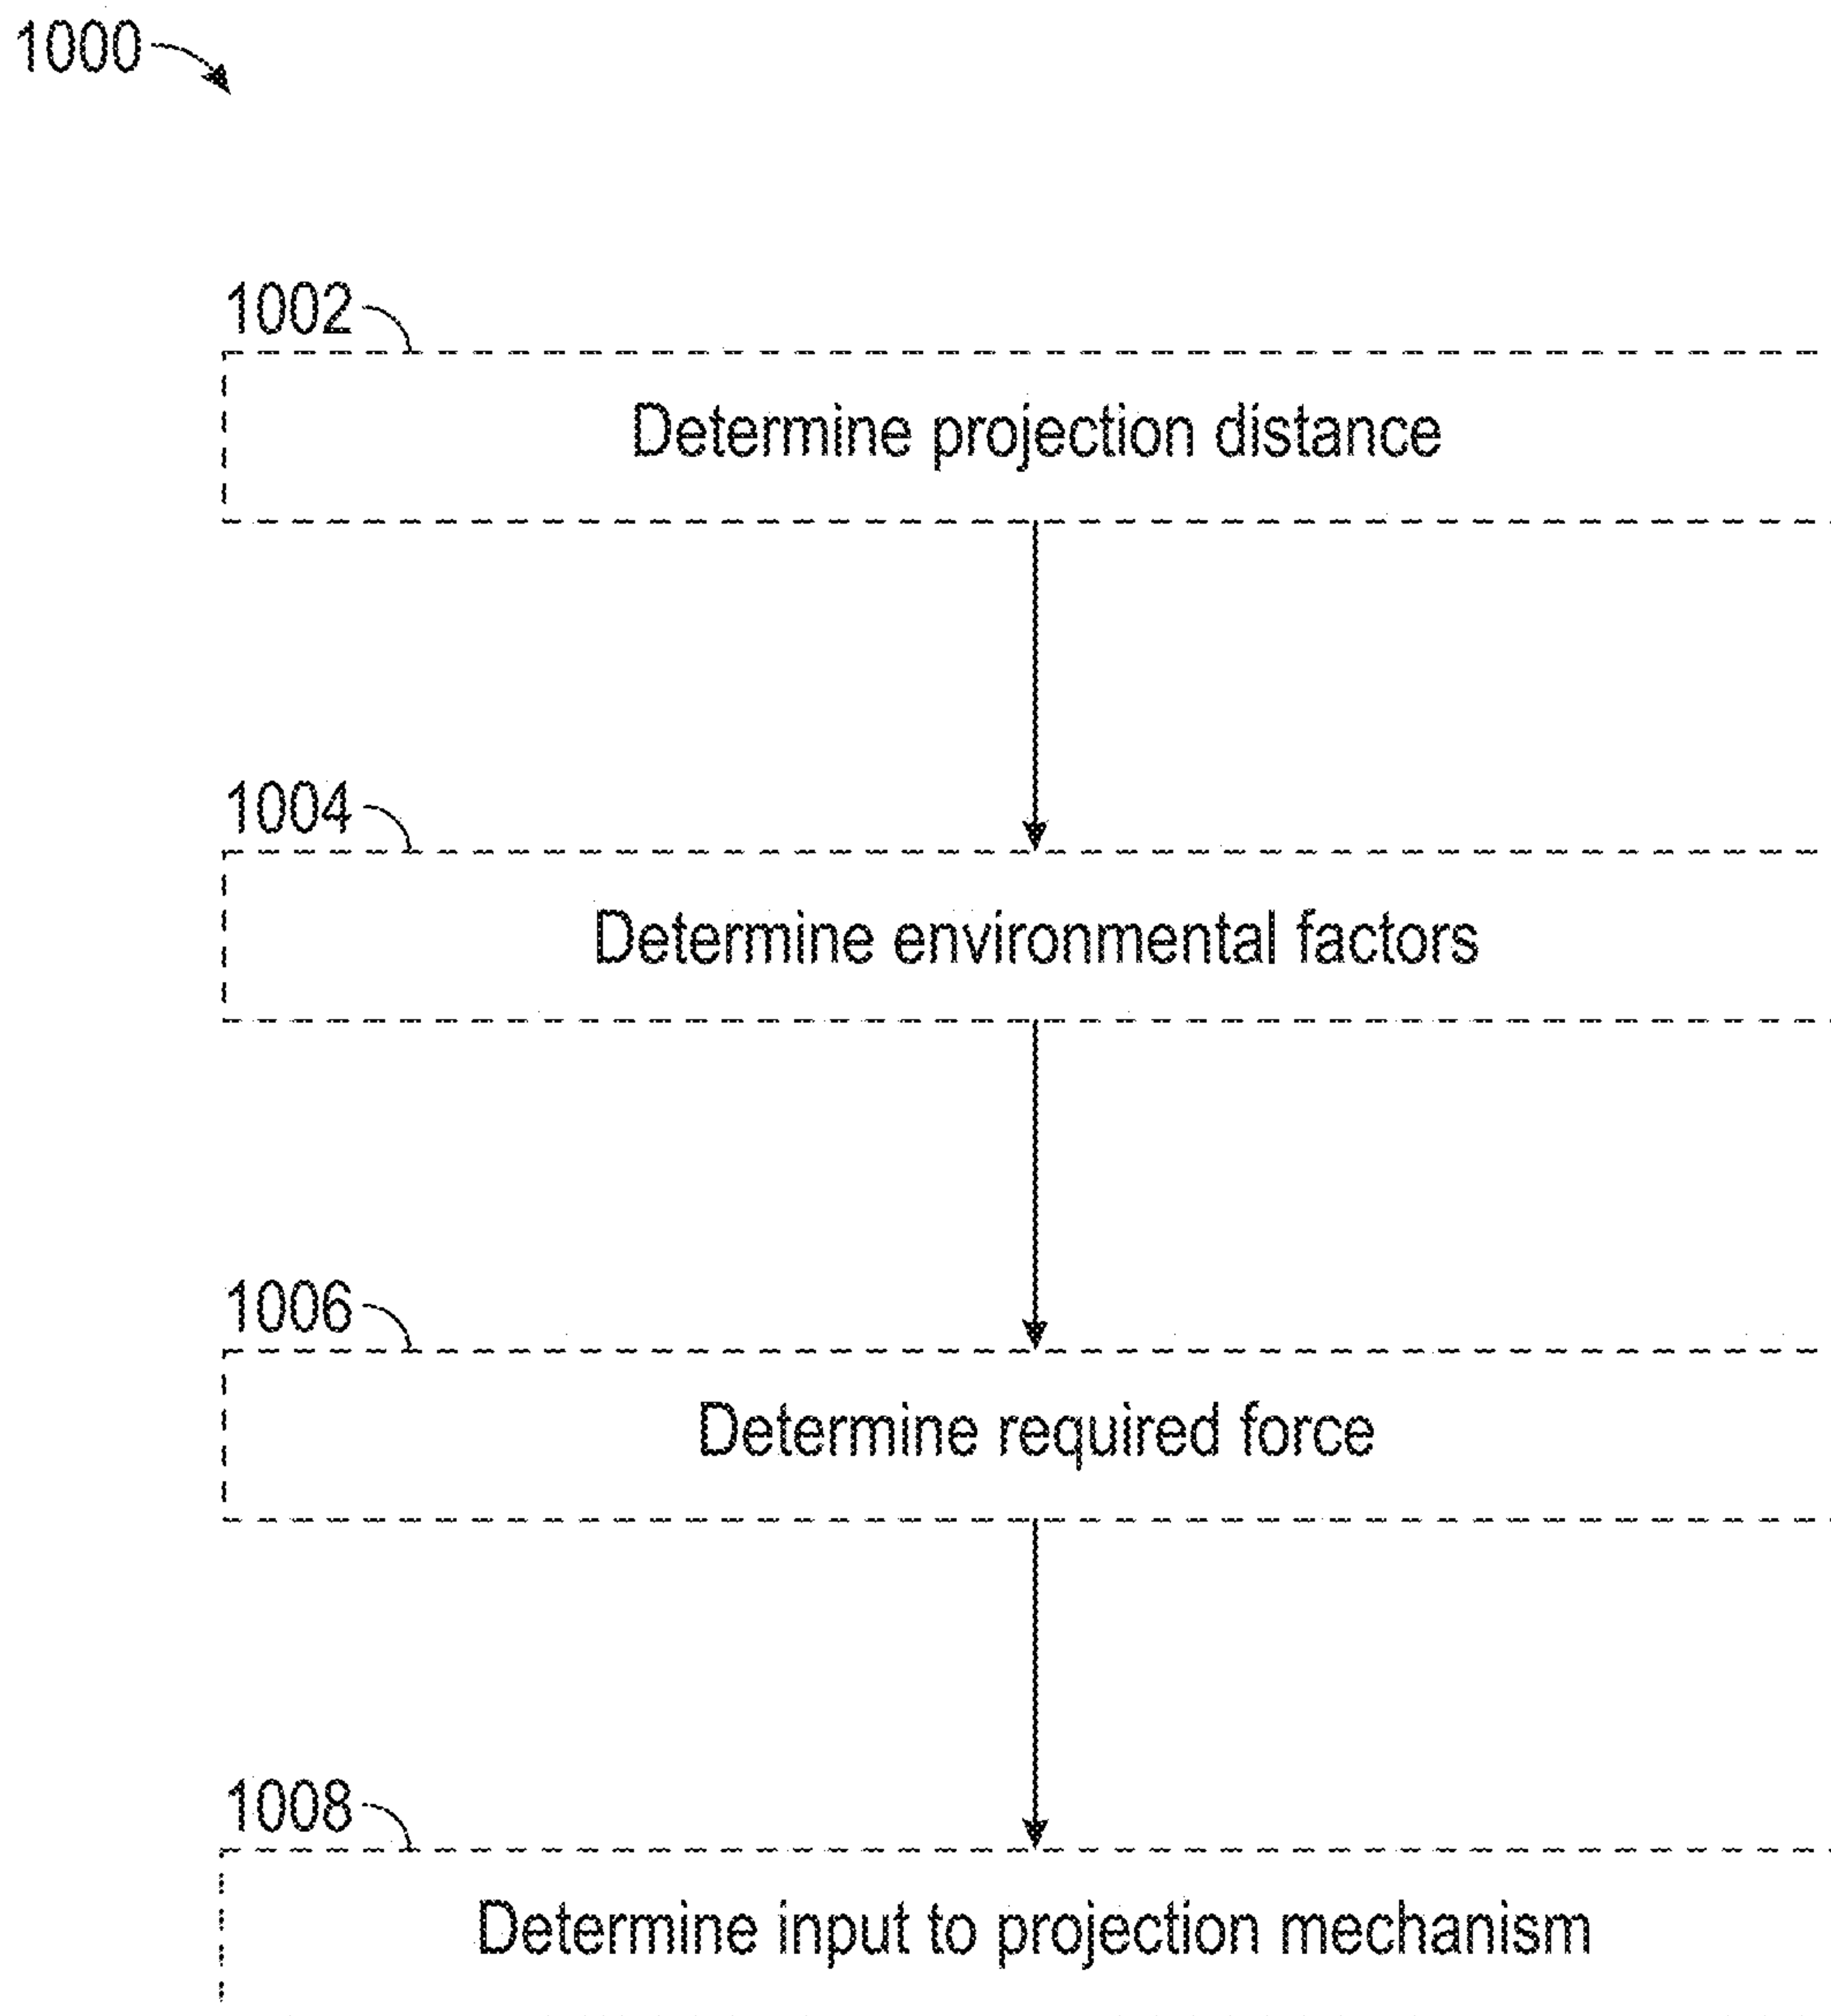 1000
1002
Determine projection distance
1004
Determine environmental factors
1006
Determine required force
1008
Determine input to projection mechanism